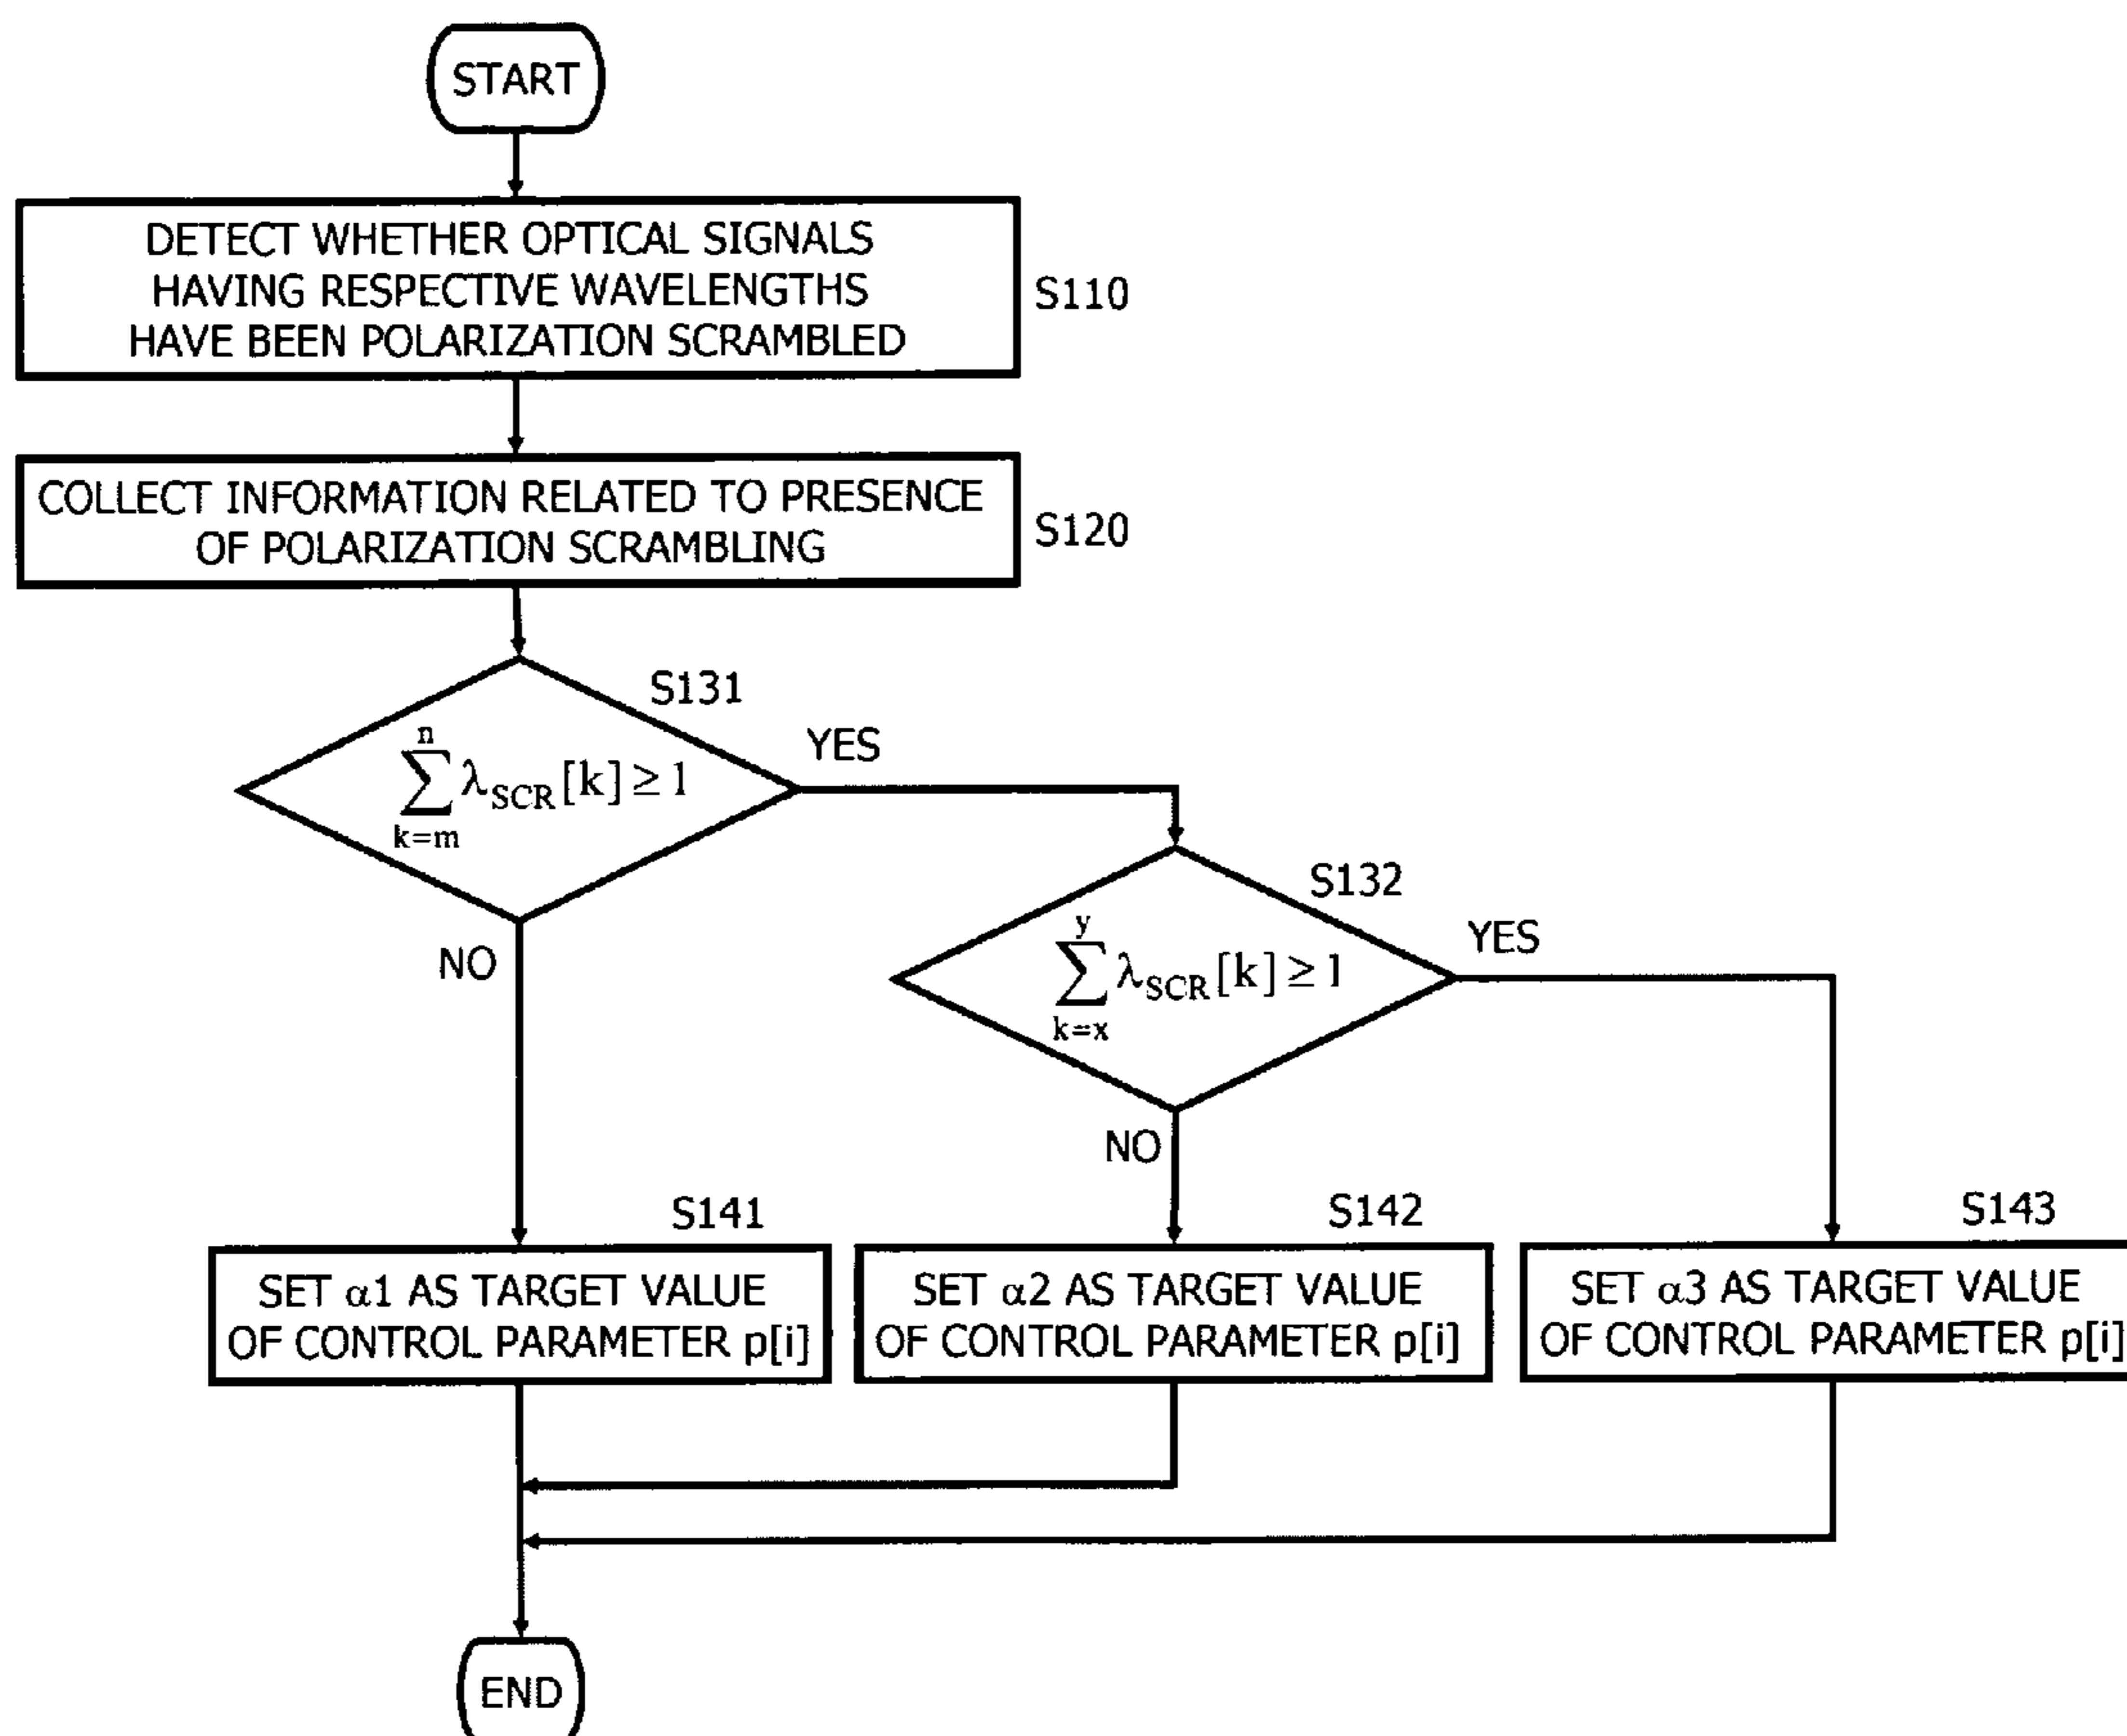 START
DETECT WHETHER OPTICAL SIGNALS
HAVING RESPECTIVE WAVELENGTHS
HAVE BEEN POLARIZATION SCRAMBLED
S110
COLLECT INFORMATION RELATED TO PRESENCE
OF POLARIZATION SCRAMBLING
S120
S131
n
∑ λSCR[k] ≥ 1
k=m
YES
NO
S132
y
∑ λSCR[k] ≥ 1
k=x
YES
NO
S141
SET α1 AS TARGET VALUE
OF CONTROL PARAMETER p[i]
S142
SET α2 AS TARGET VALUE
OF CONTROL PARAMETER p[i]
S143
SET α3 AS TARGET VALUE
OF CONTROL PARAMETER p[i]
END